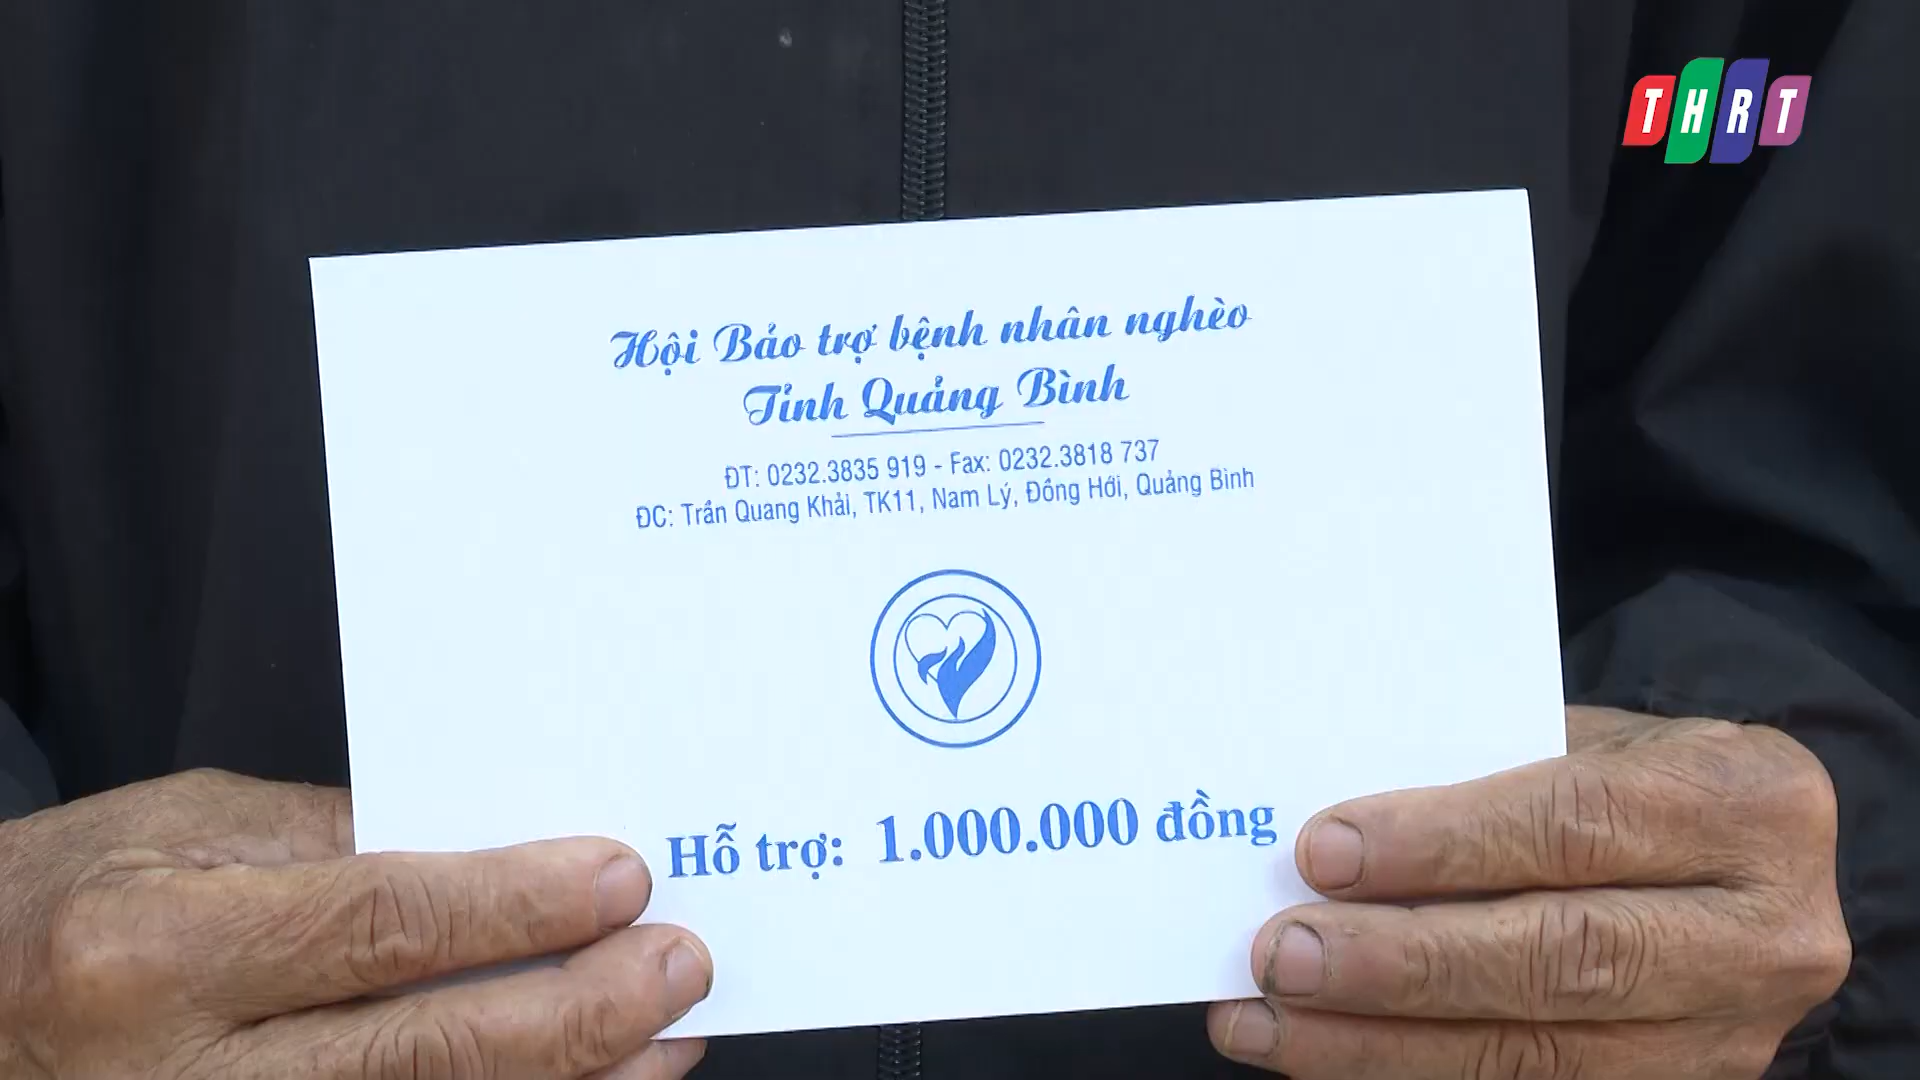 THRT
Hội Bảo trợ bệnh nhân nghèo
Tỉnh Quảng Bình
ĐT: 0232.3835 919 - Fax: 0232.3818 737
ĐC: Trần Quang Khải, TK11, Nam Lý, Đồng Hới, Quảng Bình
Hỗ trợ: 1.000.000 đồng